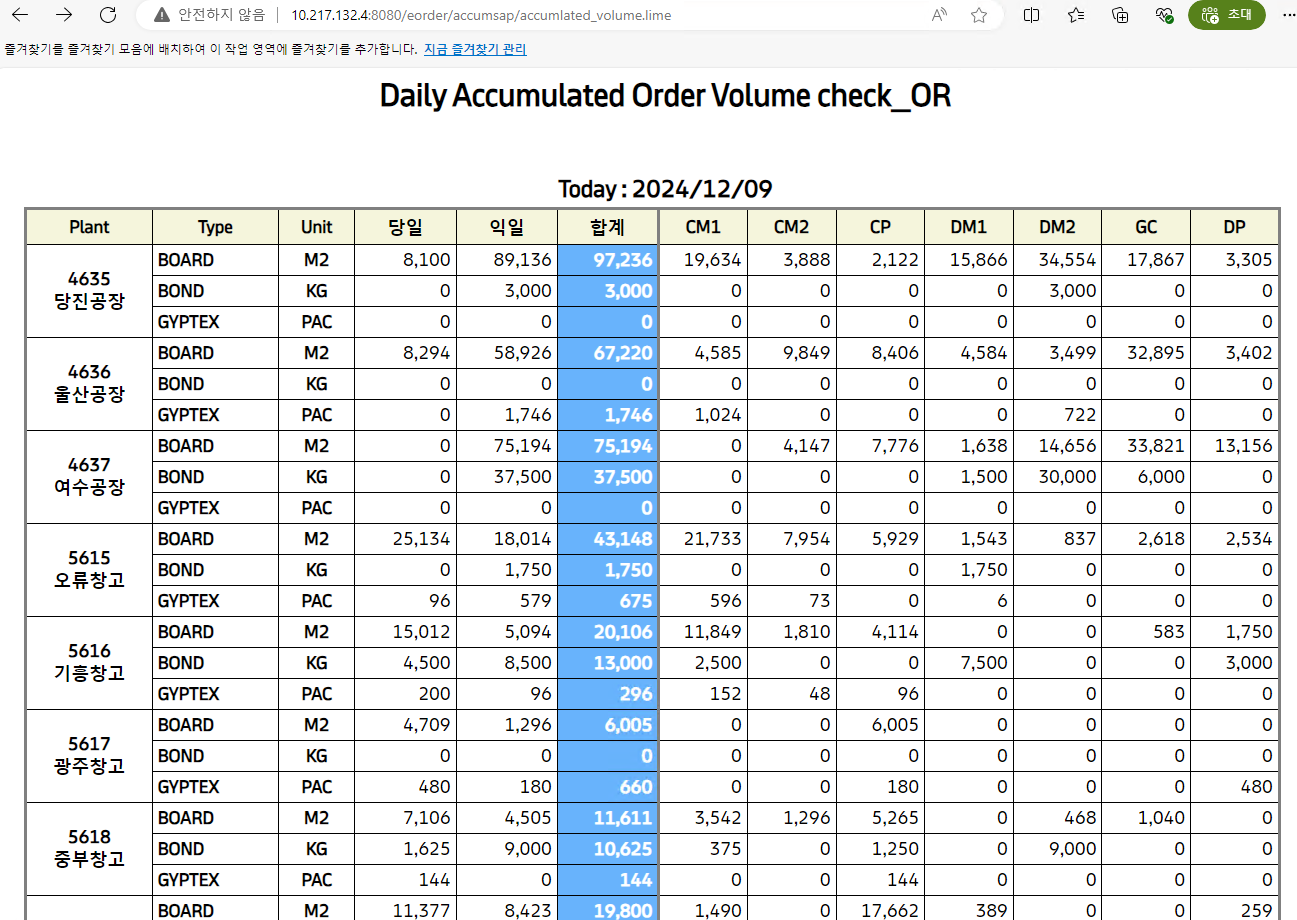 안전하지 않음 10.217.132.4:8080/eorder/accumsap/accumlated_volume.lime 초대
즐겨찾기를 즐겨찾기 모음에 배치하여 이 작업 영역에 즐겨찾기를 추가합니다. 지금 즐겨찾기 관리
Daily Accumulated Order Volume check_OR
Today : 2024/12/09
Plant Type Unit 당일 익일 합계 CM1 CM2 CP DM1 DM2 GC DP
4635 당진공장 BOARD M2 8,100 89,136 97,236 19,634 3,888 2,122 15,866 34,554 17,867 3,305
BOND KG 0 3,000 3,000 0 0 0 0 3,000 0 0
GYPTEX PAC 0 0 0 0 0 0 0 0 0 0
4636 울산공장 BOARD M2 8,294 58,926 67,220 4,585 9,849 8,406 4,584 3,499 32,895 3,402
BOND KG 0 0 0 0 0 0 0 0 0 0
GYPTEX PAC 0 1,746 1,746 1,024 0 0 0 722 0 0
4637 여수공장 BOARD M2 0 75,194 75,194 0 4,147 7,776 1,638 14,656 33,821 13,156
BOND KG 0 37,500 37,500 0 0 0 1,500 30,000 6,000 0
GYPTEX PAC 0 0 0 0 0 0 0 0 0 0
5615 오류창고 BOARD M2 25,134 18,014 43,148 21,733 7,954 5,929 1,543 837 2,618 2,534
BOND KG 0 1,750 1,750 0 0 0 1,750 0 0 0
GYPTEX PAC 96 579 675 596 73 0 6 0 0 0
5616 기흥창고 BOARD M2 15,012 5,094 20,106 11,849 1,810 4,114 0 0 583 1,750
BOND KG 4,500 8,500 13,000 2,500 0 0 7,500 0 0 3,000
GYPTEX PAC 200 96 296 152 48 96 0 0 0 0
5617 광주창고 BOARD M2 4,709 1,296 6,005 0 0 6,005 0 0 0 0
BOND KG 0 0 0 0 0 0 0 0 0 0
GYPTEX PAC 480 180 660 0 0 180 0 0 0 480
5618 중부창고 BOARD M2 7,106 4,505 11,611 3,542 1,296 5,265 0 468 1,040 0
BOND KG 1,625 9,000 10,625 375 0 1,250 0 9,000 0 0
GYPTEX PAC 144 0 144 0 0 144 0 0 0 0
BOARD M2 11,377 8,423 19,800 1,490 0 17,662 389 0 0 259